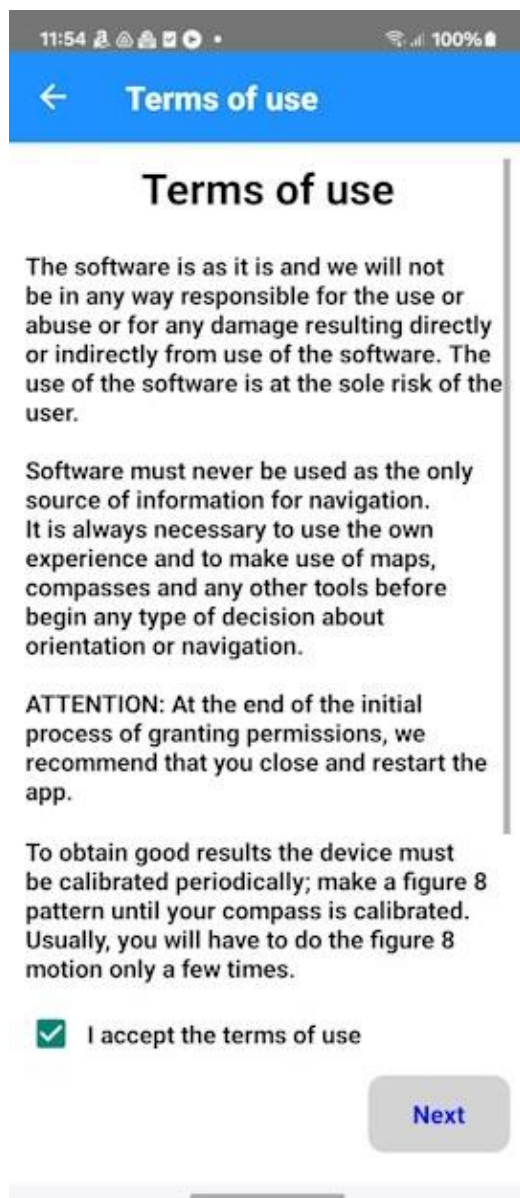 11:54
100%
Terms of use
Terms of use
The software is as it is and we will not
be in any way responsible for the use or
abuse or for any damage resulting directly
or indirectly from use of the software. The
use of the software is at the sole risk of the
user.
Software must never be used as the only
source of information for navigation.
It is always necessary to use the own
experience and to make use of maps,
compasses and any other tools before
begin any type of decision about
orientation or navigation.
ATTENTION: At the end of the initial
process of granting permissions, we
recommend that you close and restart the
app.
To obtain good results the device must
be calibrated periodically; make a figure 8
pattern until your compass is calibrated.
Usually, you will have to do the figure 8
motion only a few times.
I accept the terms of use
Next